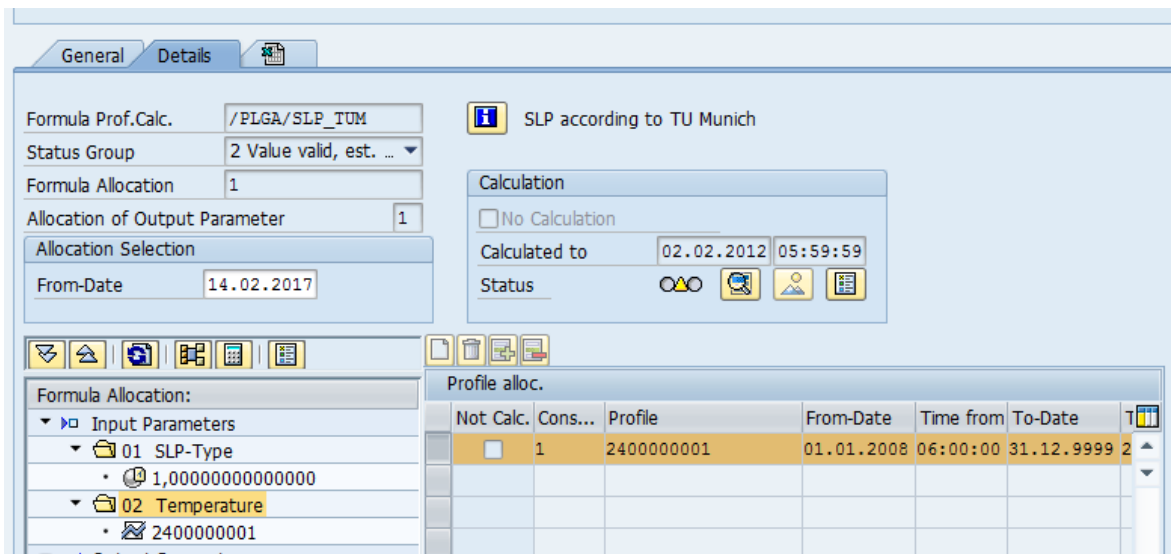 General Details
Formula Prof.Calc. /PLGA/SLP_TUM SLP according to TU Munich
Status Group 2 Value valid, est. ...
Formula Allocation 1
Allocation of Output Parameter 1
Allocation Selection
From-Date 14.02.2017
Calculation
No Calculation
Calculated to 02.02.2012 05:59:59
Status
Formula Allocation:
Input Parameters
01 SLP-Type
1,00000000000000
02 Temperature
2400000001
Profile alloc.
Not Calc. Cons... Profile From-Date Time from To-Date T
1 2400000001 01.01.2008 06:00:00 31.12.9999 2